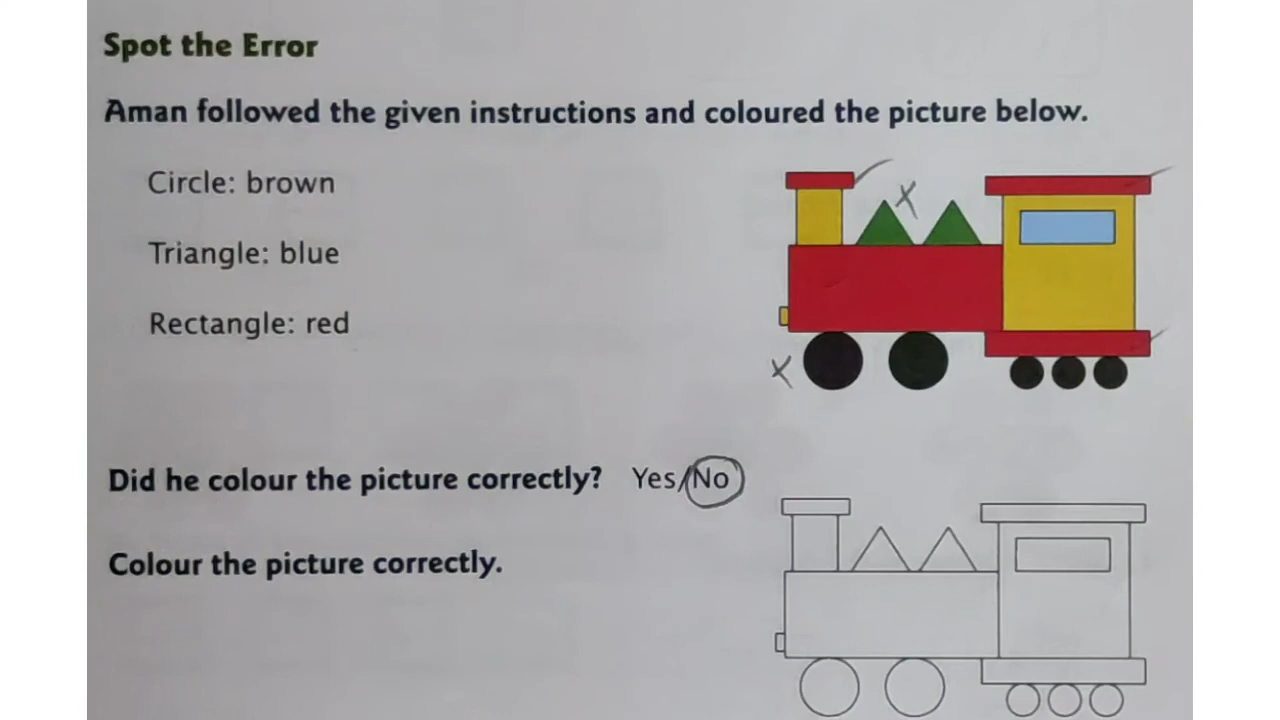 Spot the Error
Aman followed the given instructions and coloured the picture below.
Circle: brown
Triangle: blue
Rectangle: red
Did he colour the picture correctly? Yes/No
Colour the picture correctly.